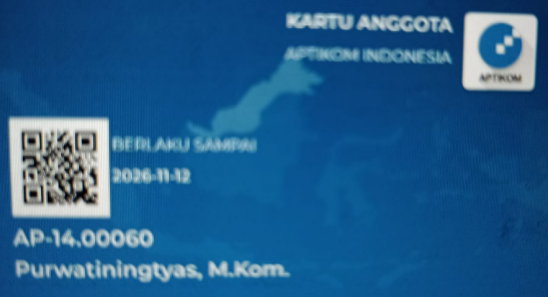 KARTU ANGGOTA
APTIKOM INDONESIA
APTIKOM
BERLAKU SAMPAI
2026-11-12
AP-14.00060
Purwatiningtyas, M.Kom.